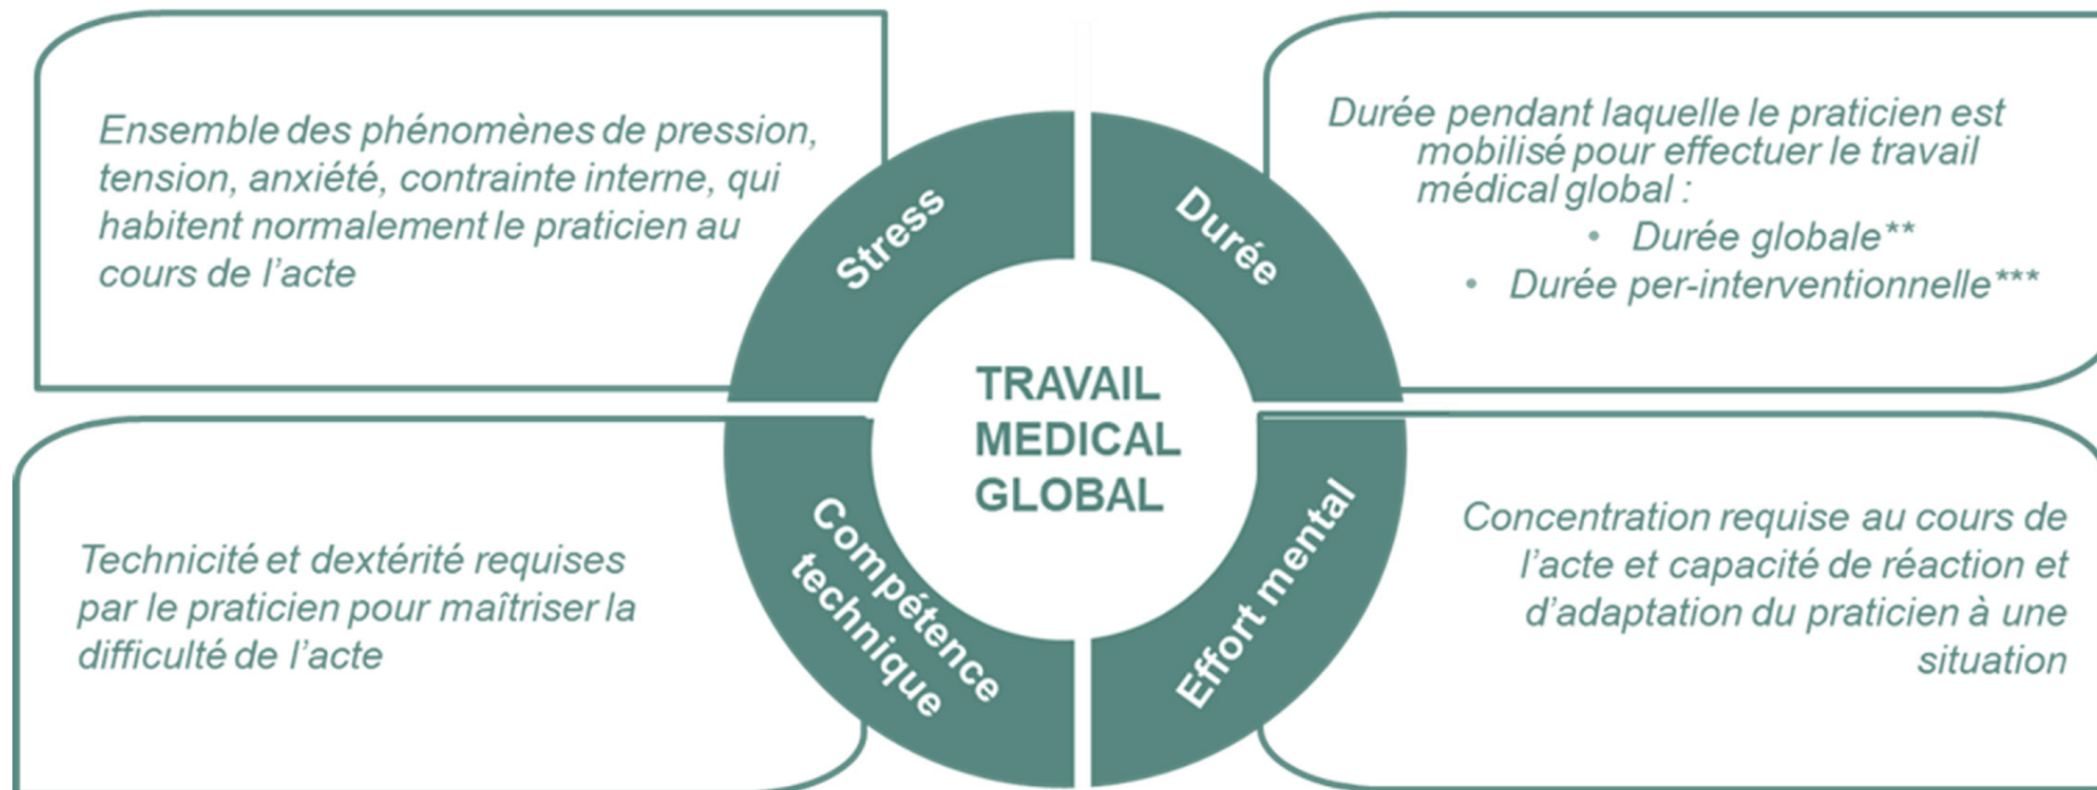 Ensemble des phénomènes de pression,
tension, anxiété, contrainte interne, qui
habitent normalement le praticien au
cours de l'acte
Stress
Durée
Durée pendant laquelle le praticien est
mobilisé pour effectuer le travail
médical global :
• Durée globale**
• Durée per-interventionnelle***
TRAVAIL
MEDICAL
GLOBAL
Technicité et dextérité requises
par le praticien pour maîtriser la
difficulté de l'acte
Compétence
technique
Effort mental
Concentration requise au cours de
l'acte et capacité de réaction et
d'adaptation du praticien à une
situation